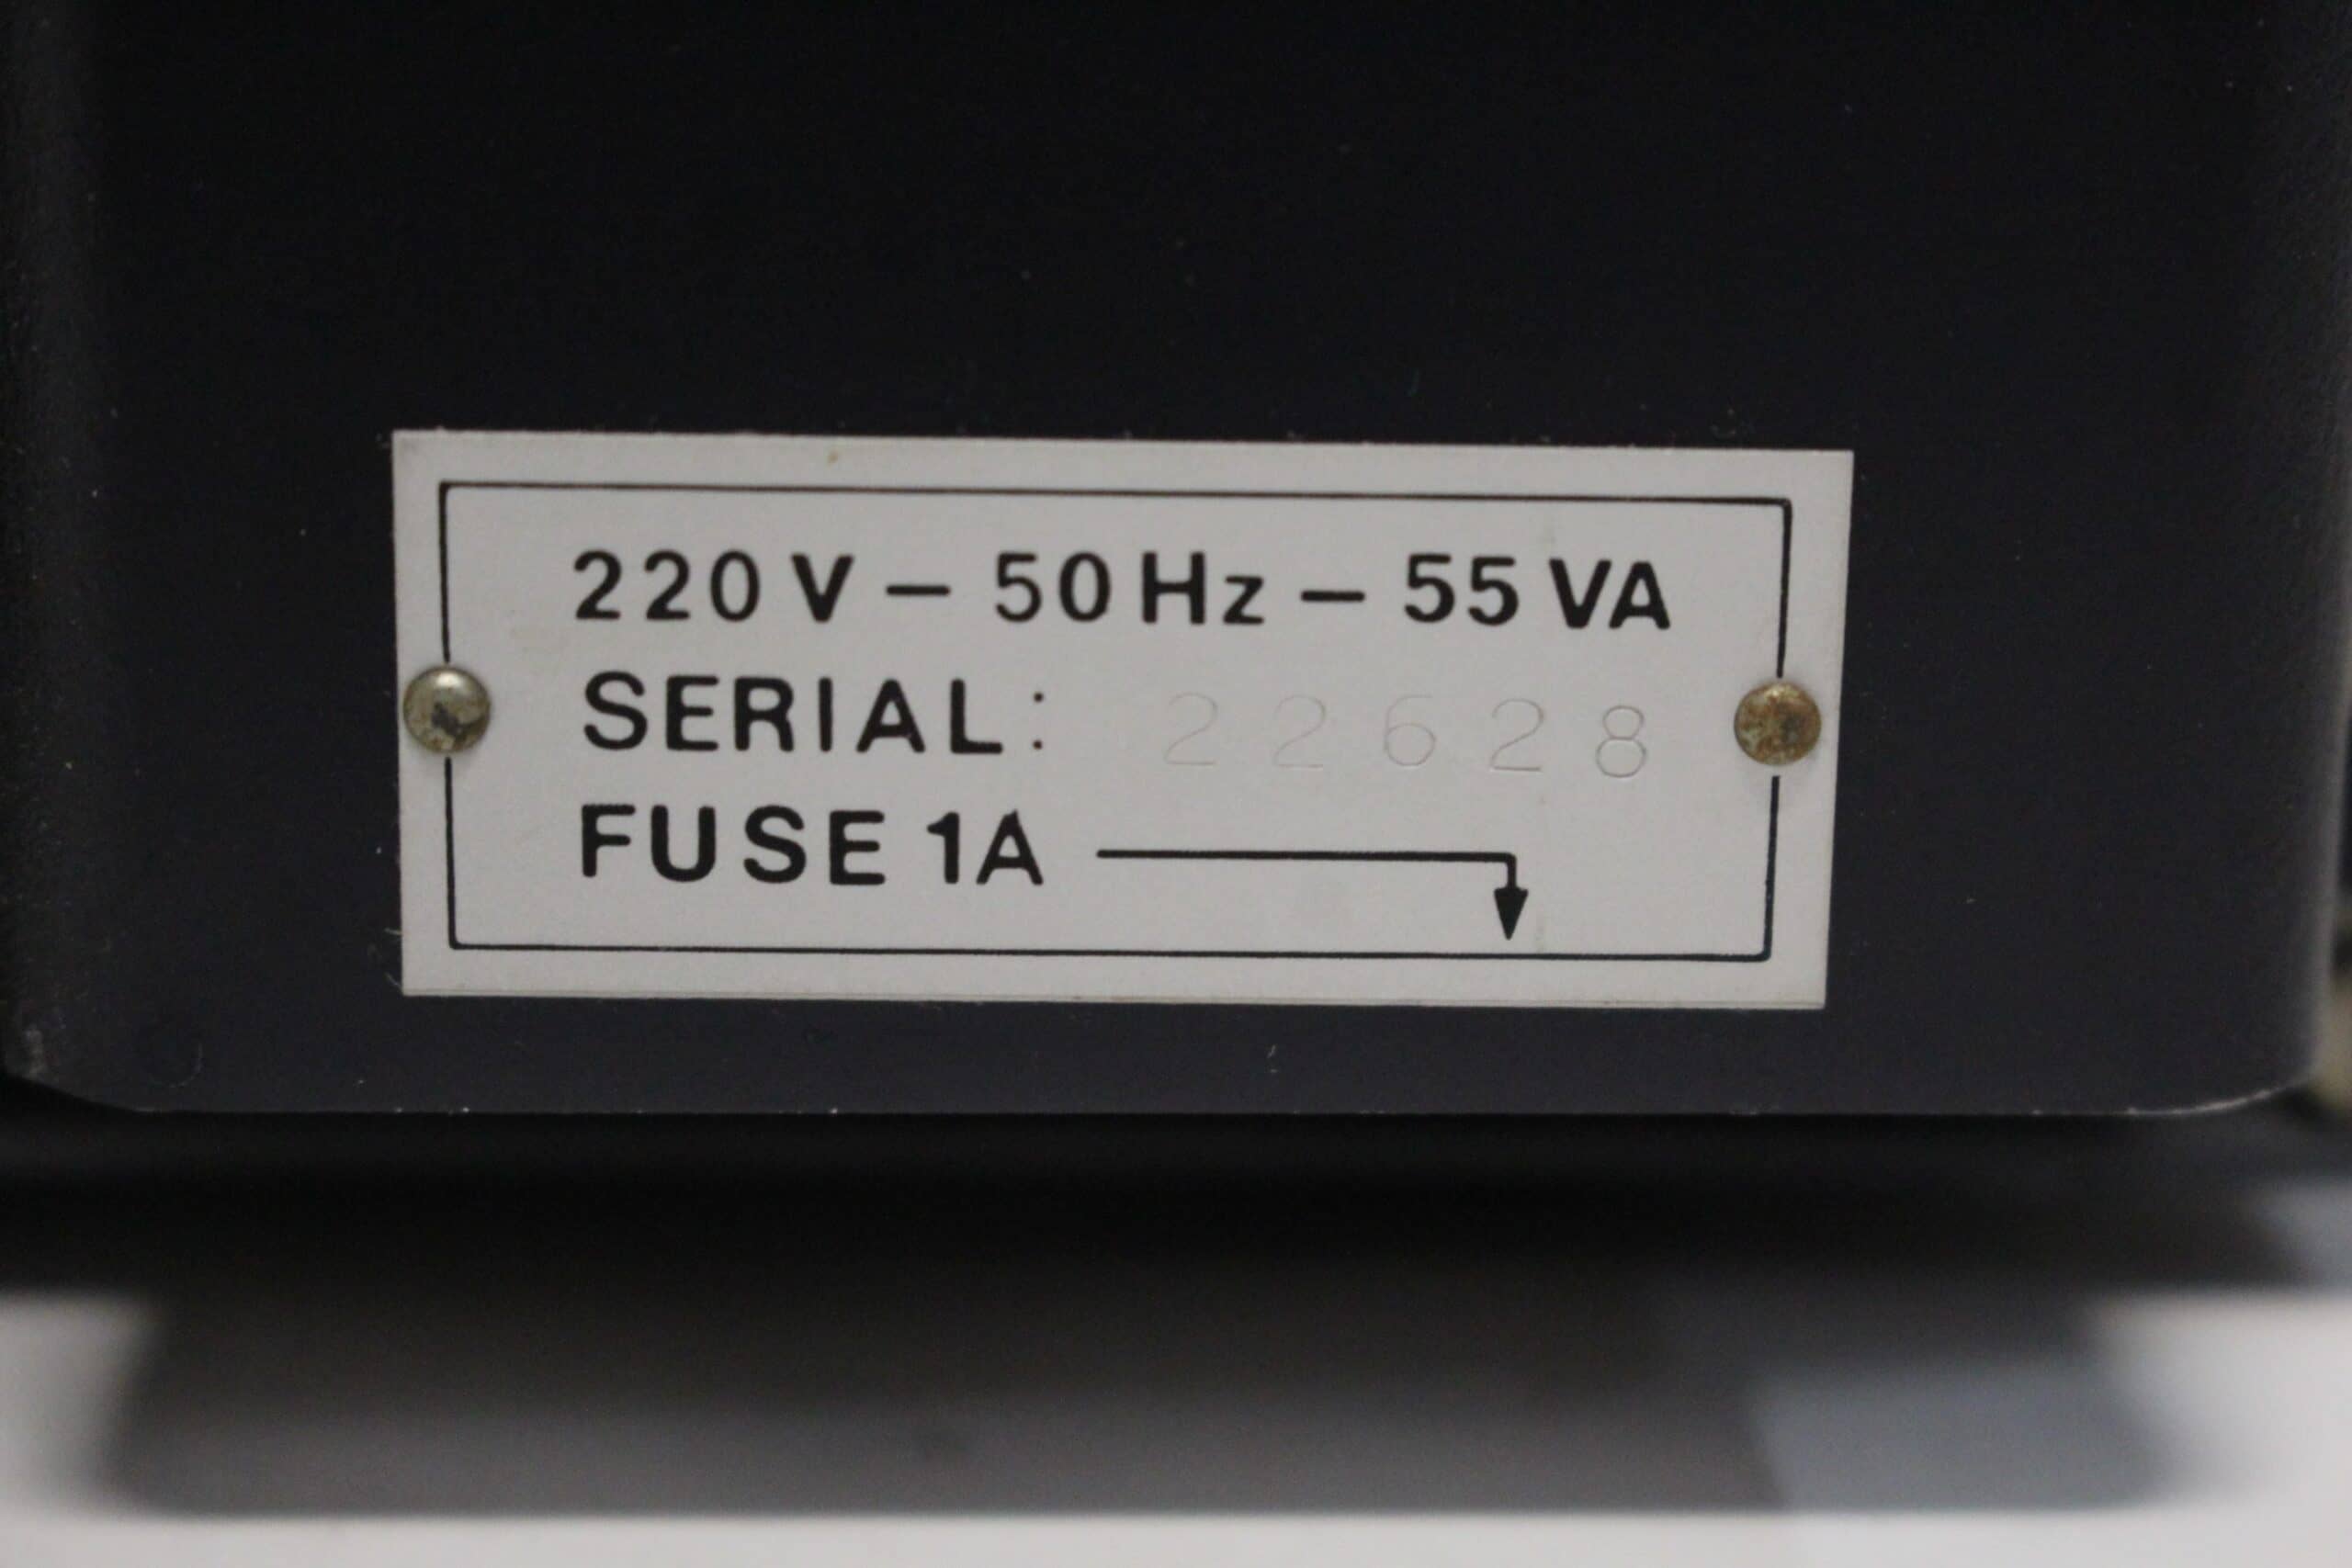 220 V – 50 Hz – 55 VA
SERIAL: 22628
FUSE 1A